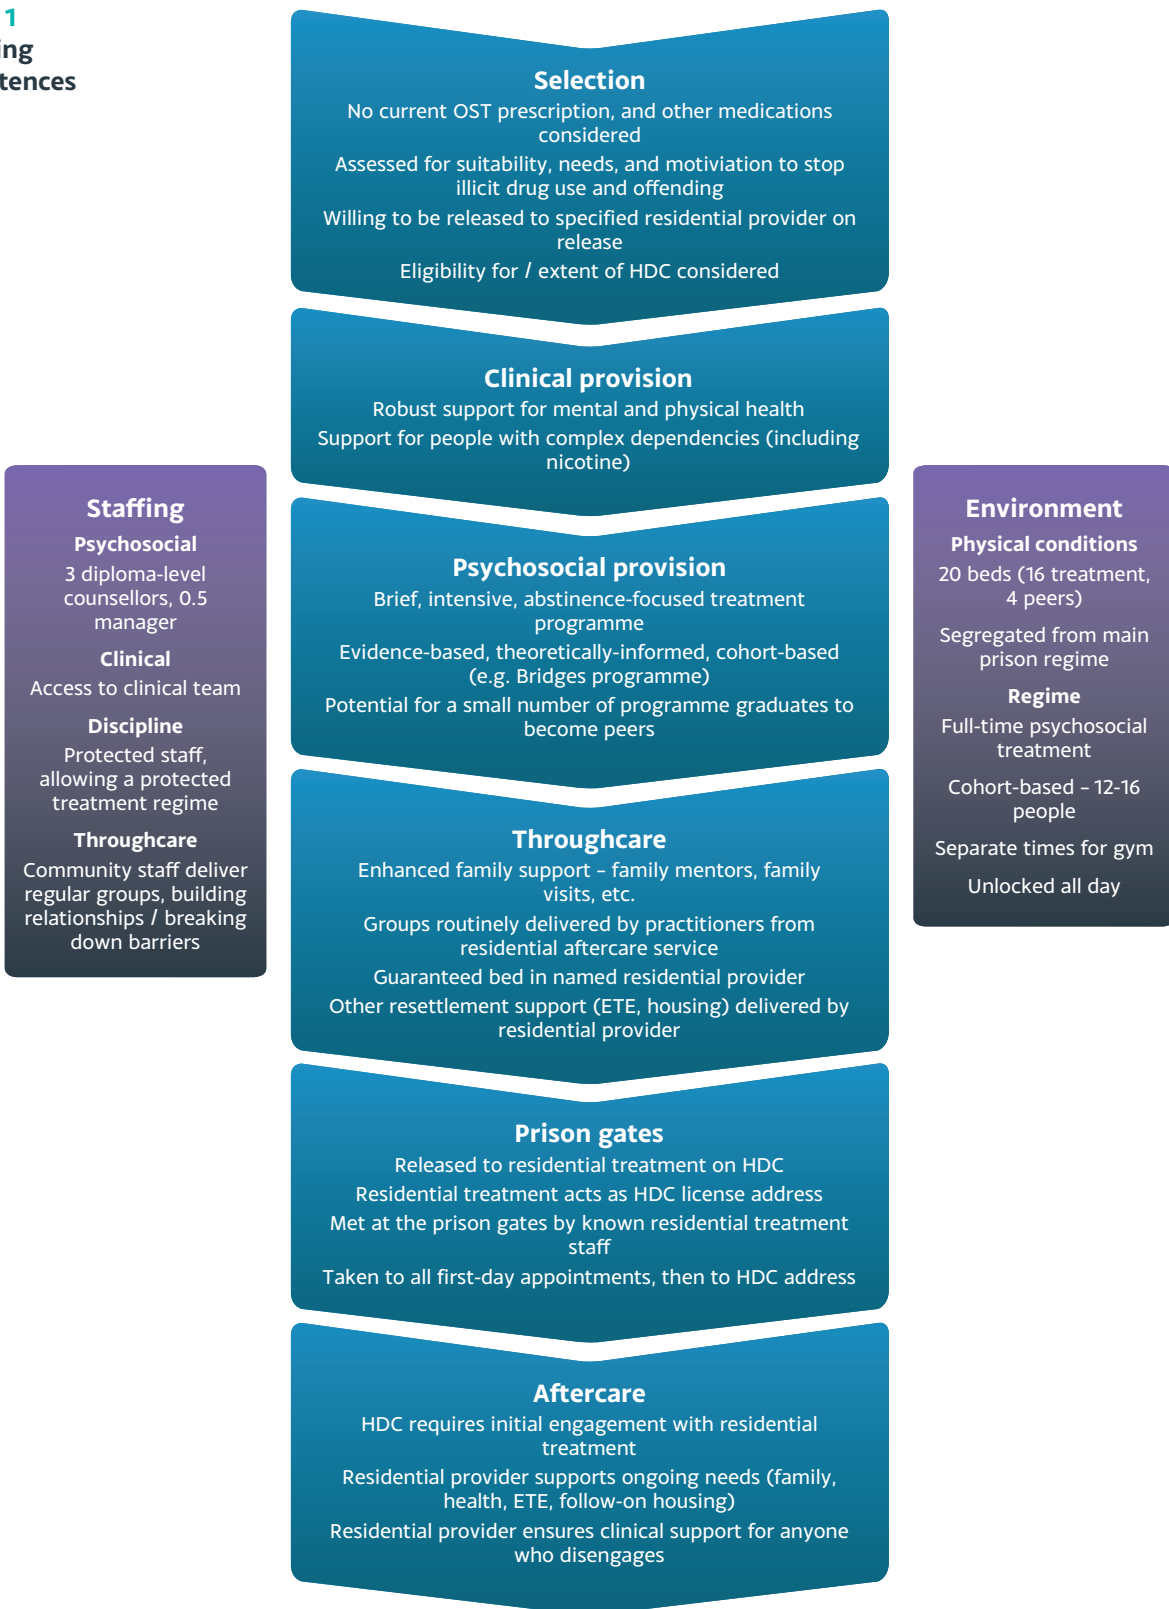 1
ing
tences
Selection
No current OST prescription, and other medications
considered
Assessed for suitability, needs, and motiviation to stop
illicit drug use and offending
Willing to be released to specified residential provider on
release
Eligibility for / extent of HDC considered
Clinical provision
Robust support for mental and physical health
Support for people with complex dependencies (including
nicotine)
Staffing
Psychosocial
3 diploma-level
counsellors, 0.5
manager
Clinical
Access to clinical team
Discipline
Protected staff,
allowing a protected
treatment regime
Throughcare
Community staff deliver
regular groups, building
relationships / breaking
down barriers
Psychosocial provision
Brief, intensive, abstinence-focused treatment
programme
Evidence-based, theoretically-informed, cohort-based
(e.g. Bridges programme)
Potential for a small number of programme graduates to
become peers
Environment
Physical conditions
20 beds (16 treatment,
4 peers)
Segregated from main
prison regime
Regime
Full-time psychosocial
treatment
Cohort-based – 12-16
people
Separate times for gym
Unlocked all day
Throughcare
Enhanced family support – family mentors, family
visits, etc.
Groups routinely delivered by practitioners from
residential aftercare service
Guaranteed bed in named residential provider
Other resettlement support (ETE, housing) delivered by
residential provider
Prison gates
Released to residential treatment on HDC
Residential treatment acts as HDC license address
Met at the prison gates by known residential treatment
staff
Taken to all first-day appointments, then to HDC address
Aftercare
HDC requires initial engagement with residential
treatment
Residential provider supports ongoing needs (family,
health, ETE, follow-on housing)
Residential provider ensures clinical support for anyone
who disengages